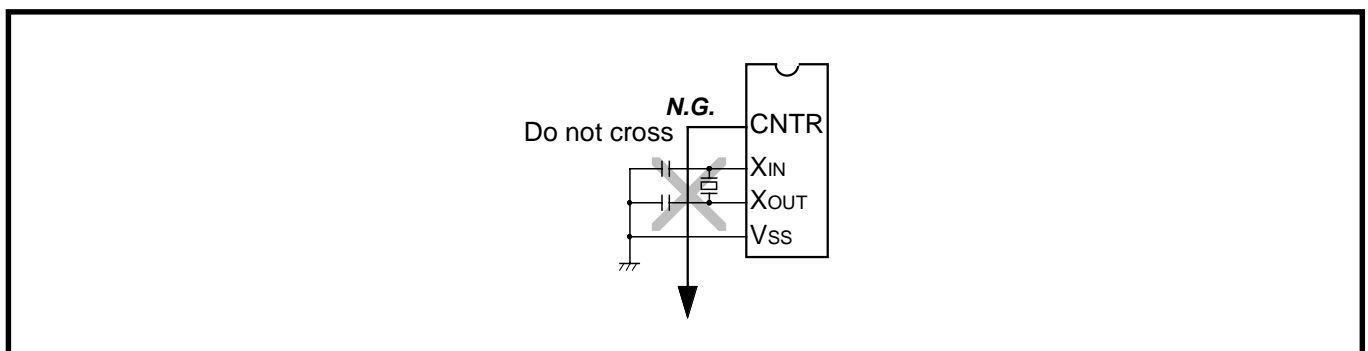 N.G.
Do not cross
CNTR
XIN
XOUT
VSS